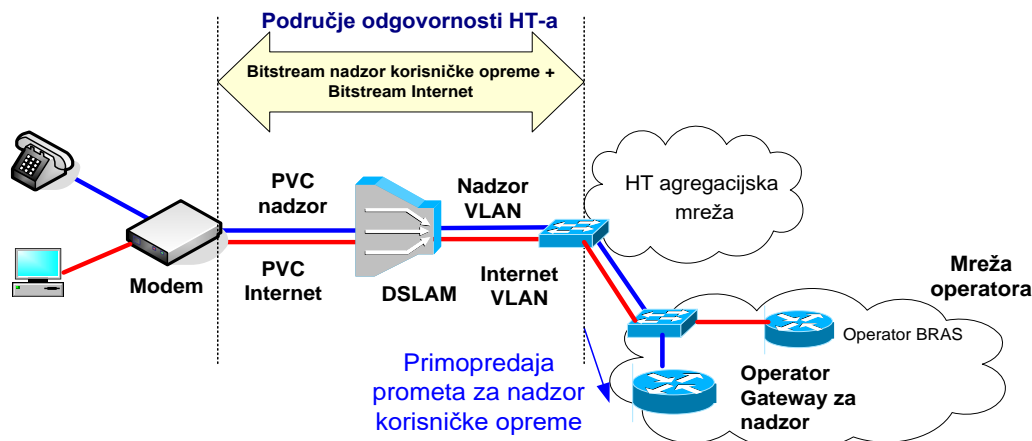 Područje odgovornosti HT-a
Bitstream nadzor korisničke opreme +
Bitstream Internet
HT agregacijska
mreža
PVC
nadzor
Nadzor
VLAN
Modem
PVC
Internet
DSLAM
Internet
VLAN
Mreža
operatora
Operator BRAS
Primopredaja
prometa za nadzor
korisničke opreme
Operator
Gateway za
nadzor